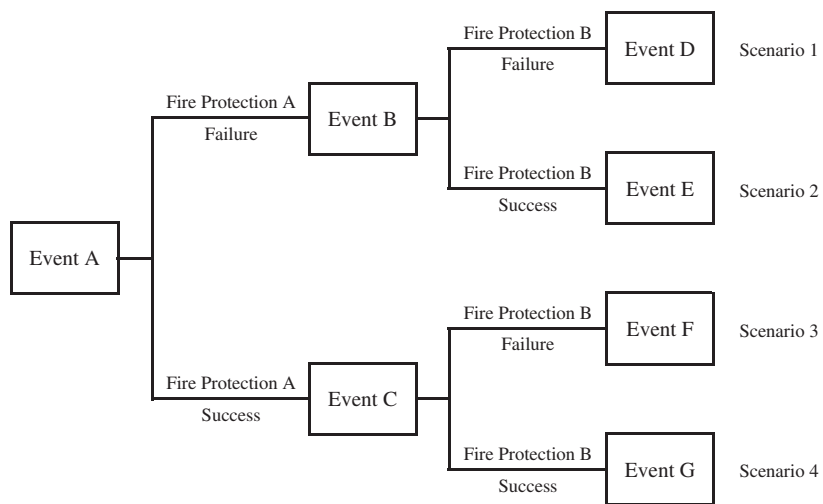 Fire Protection B
Failure
Event D
Scenario 1
Fire Protection A
Failure
Event B
Fire Protection B
Success
Event E
Scenario 2
Event A
Fire Protection B
Failure
Event F
Scenario 3
Fire Protection A
Success
Event C
Fire Protection B
Success
Event G
Scenario 4